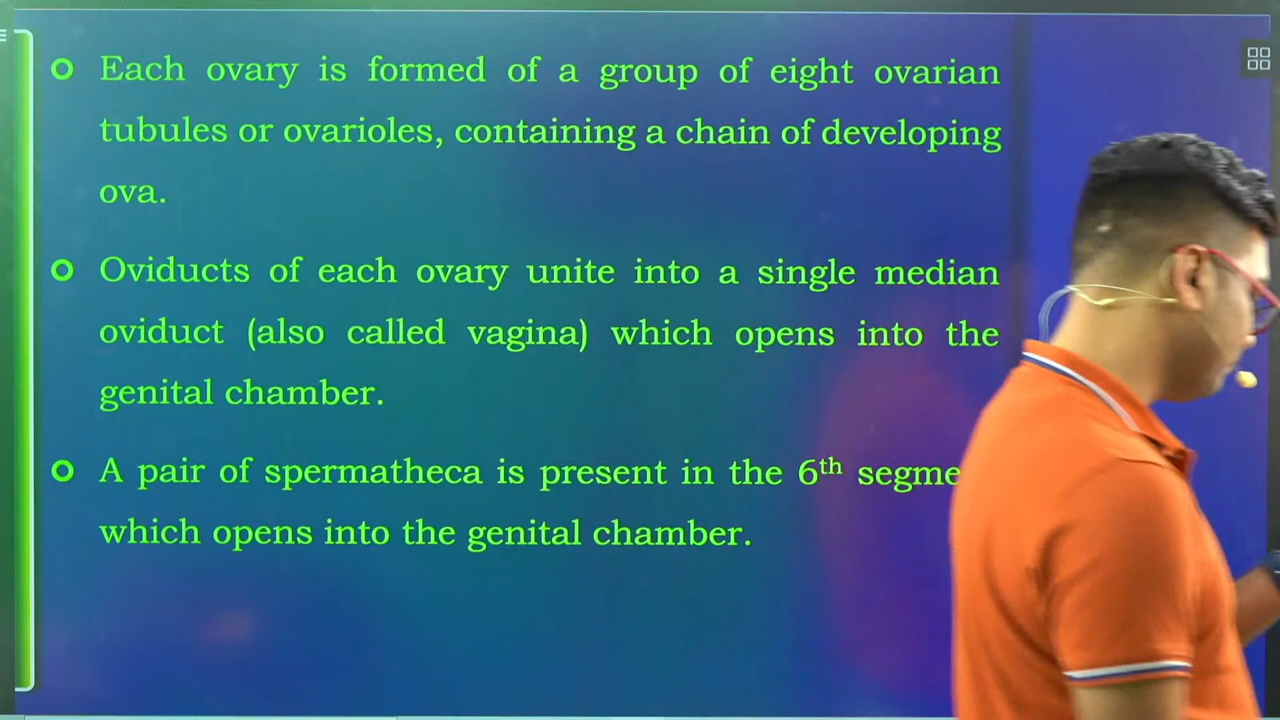 Each ovary is formed of a group of eight ovarian
tubules or ovarioles, containing a chain of developing
ova.
Oviducts of each ovary unite into a single median
oviduct (also called vagina) which opens into the
genital chamber.
A pair of spermatheca is present in the 6th segme
which opens into the genital chamber.